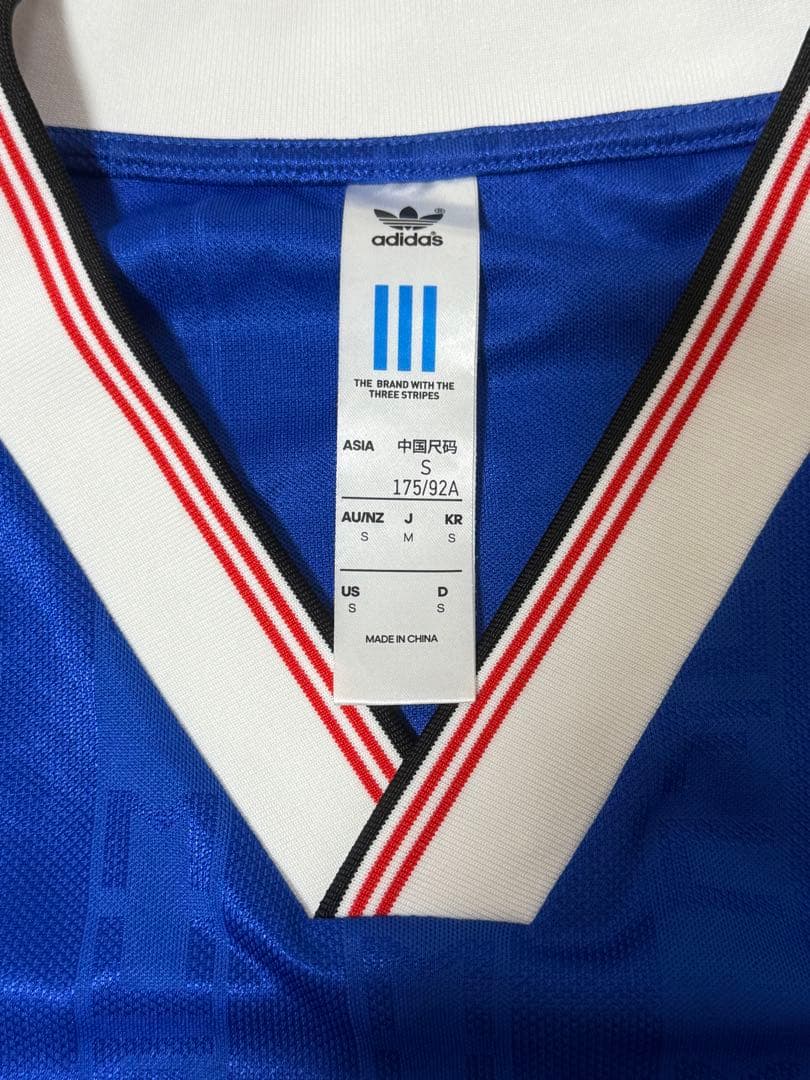 adidas®
THE BRAND WITH THE
THREE STRIPES
ASIA 中国尺码
S
175/92A
AU/NZ J KR
S M S
US D
S S
MADE IN CHINA